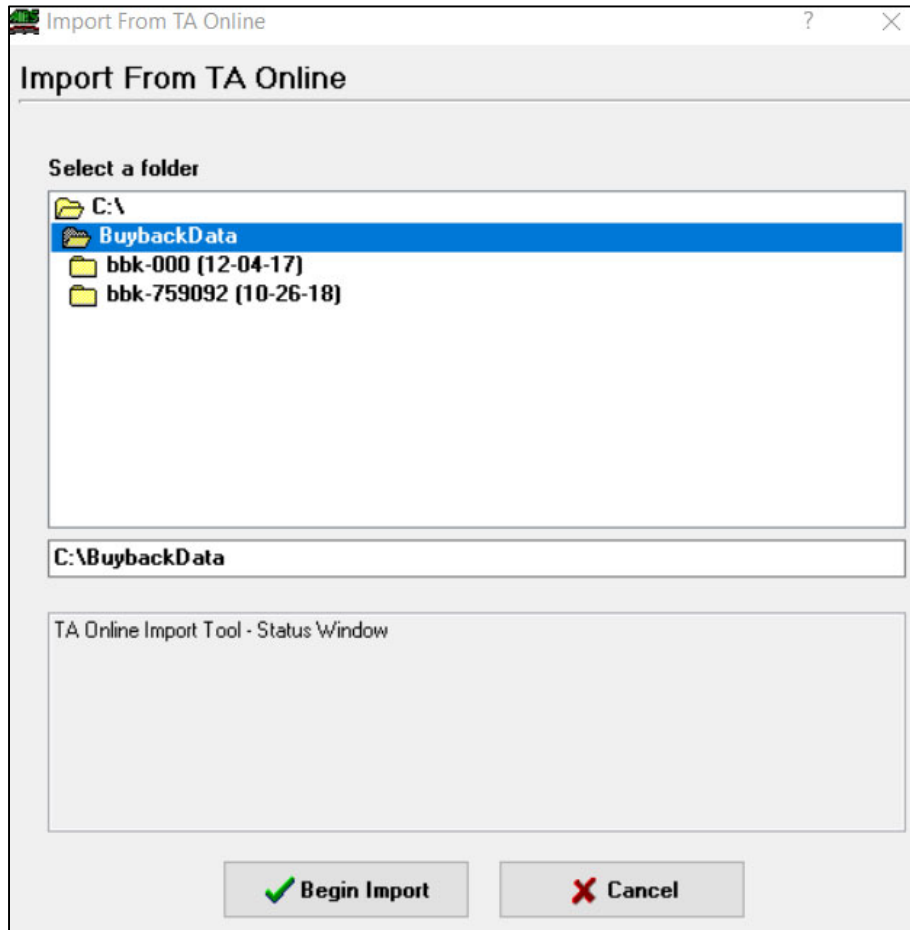 Import From TA Online ?
Import From TA Online
Select a folder
C:\
BuybackData
bbk-000 (12-04-17)
bbk-759092 (10-26-18)
C:\BuybackData
TA Online Import Tool - Status Window
Begin Import Cancel